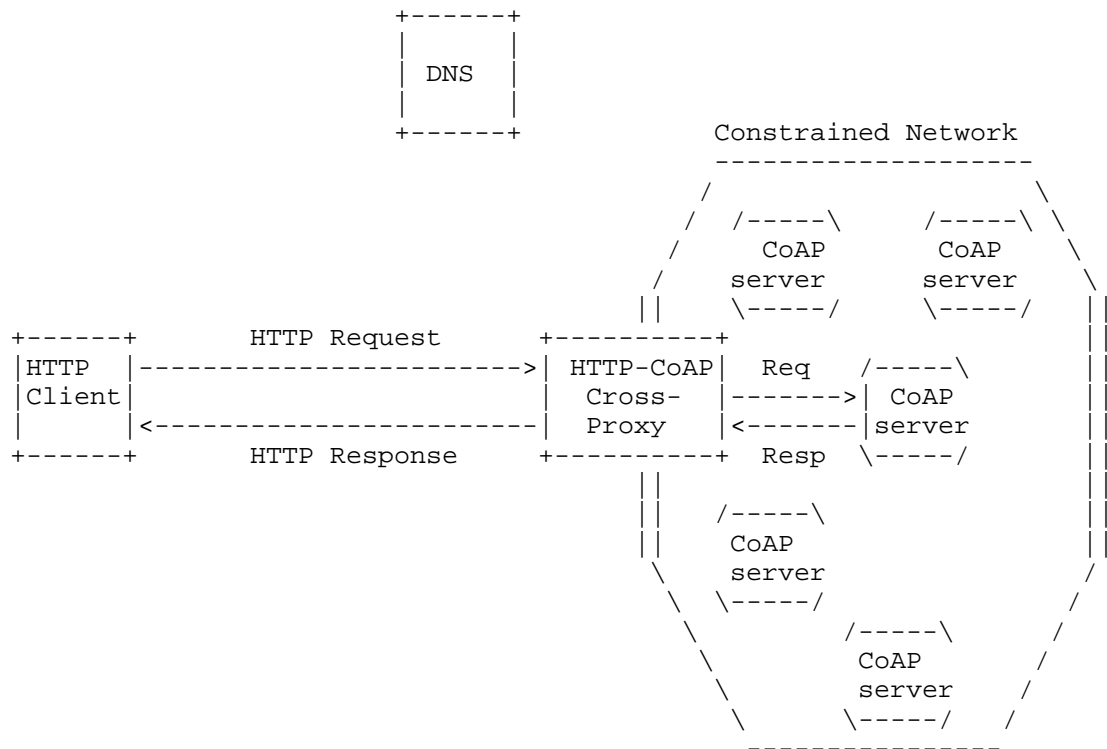 DNS
Constrained Network
CoAP CoAP
server server
HTTP Request
HTTP HTTP-CoAP Req
Client Cross- CoAP
Proxy server
HTTP Response Resp
CoAP
server
CoAP
server